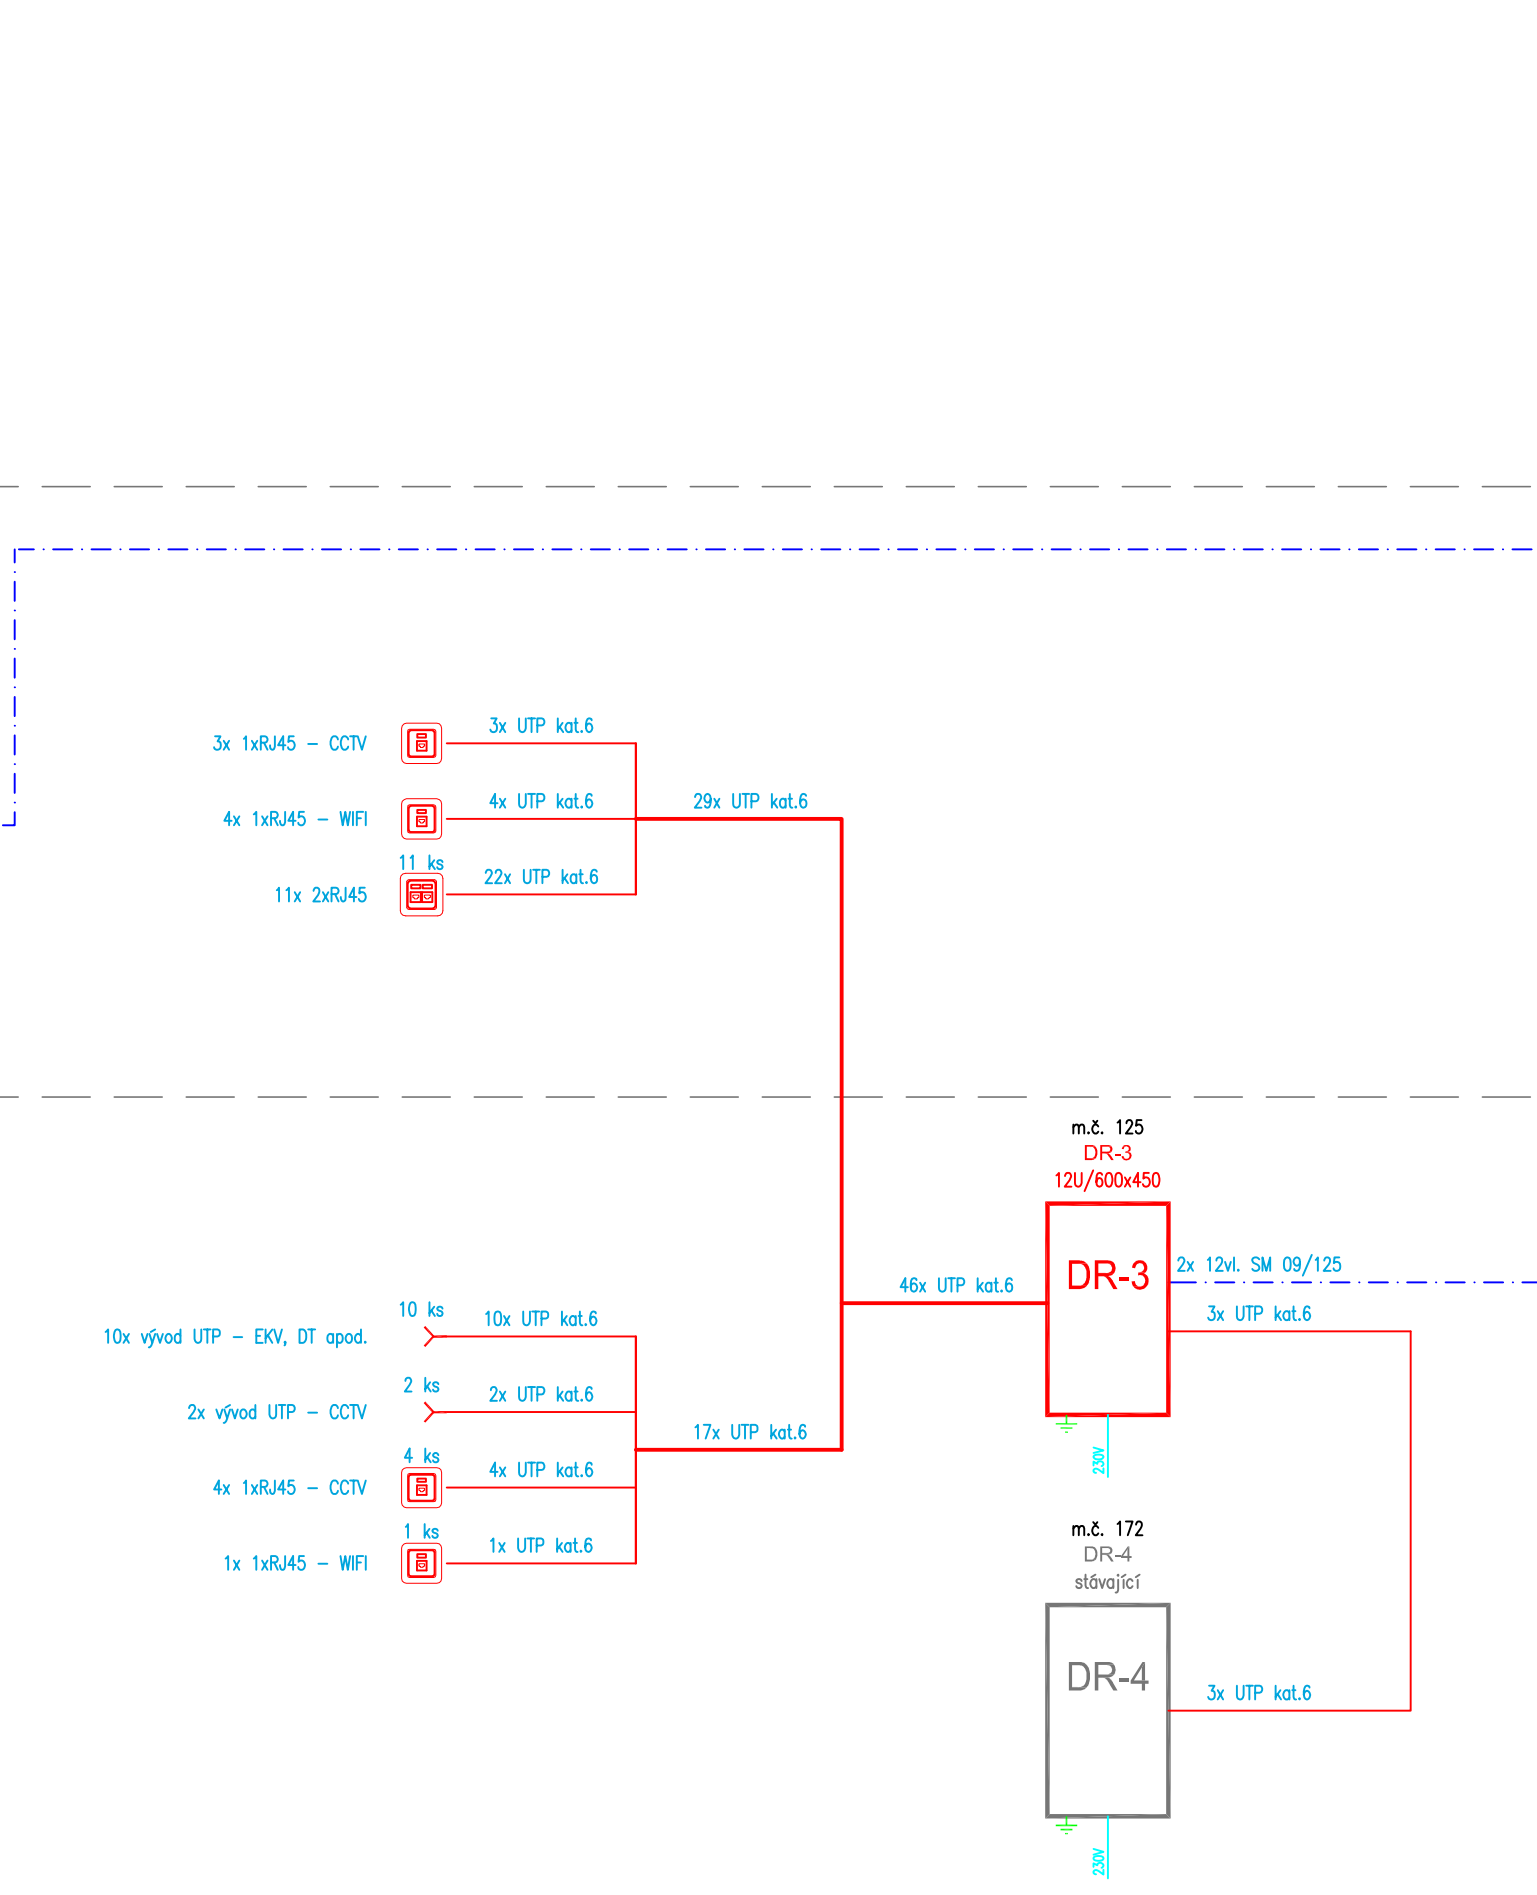 3x 1xRJ45 – CCTV
3x UTP kat.6
4x 1xRJ45 – WIFI
4x UTP kat.6
29x UTP kat.6
11 ks
11x 2xRJ45
22x UTP kat.6
m.č. 125
DR-3
12U/600x450
DR-3
2x 12vl. SM 09/125
46x UTP kat.6
3x UTP kat.6
10 ks
10x vývod UTP – EKV, DT apod.
10x UTP kat.6
2 ks
2x vývod UTP – CCTV
2x UTP kat.6
17x UTP kat.6
230V
4 ks
4x 1xRJ45 – CCTV
4x UTP kat.6
1 ks
1x 1xRJ45 – WIFI
1x UTP kat.6
m.č. 172
DR-4
stávající
DR-4
3x UTP kat.6
230V